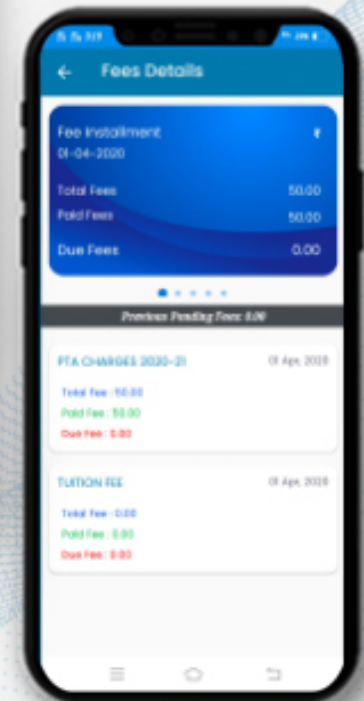 Fees Details
Fee Installment ₹
01-04-2020
Total Fees 50.00
Paid Fees 50.00
Due Fees 0.00
Previous Pending Fees: 0.00
PTA CHARGES 2020-21 01 Apr, 2020
Total Fee : 50.00
Paid Fee : 50.00
Due Fee : 0.00
TUITION FEE 01 Apr, 2020
Total Fee : 0.00
Paid Fee : 0.00
Due Fee : 0.00